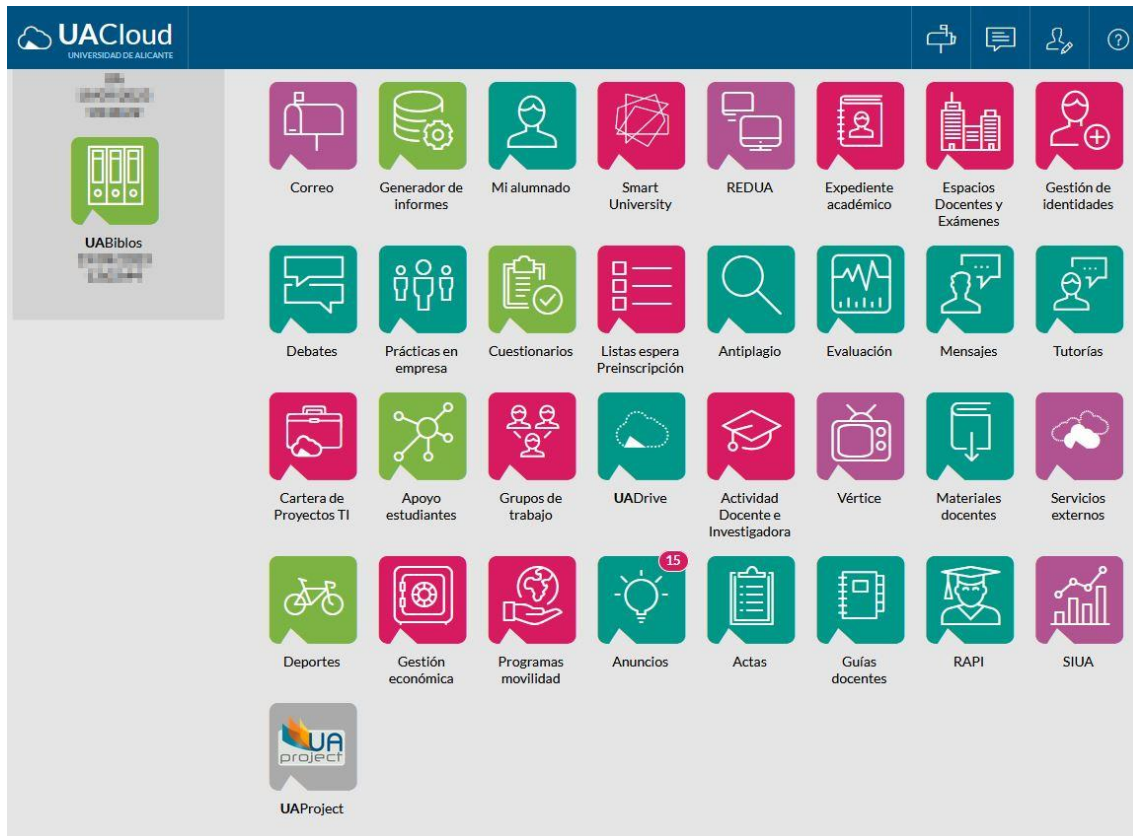 UACloud
UNIVERSIDAD DE ALICANTE
UABiblos
Correo
Generador de
informes
Mi alumnado
Smart
University
REDUA
Expediente
académico
Espacios
Docentes y
Exámenes
Gestión de
identidades
Debates
Prácticas en
empresa
Cuestionarios
Listas espera
Preinscripción
Antiplagio
Evaluación
Mensajes
Tutorías
Cartera de
Proyectos TI
Apoyo
estudiantes
Grupos de
trabajo
UADrive
Actividad
Docente e
Investigadora
Vértice
Materiales
docentes
Servicios
externos
Deportes
Gestión
económica
Programas
movilidad
15
Anuncios
Actas
Guías
docentes
RAPI
SIUA
UA
project
UAProject